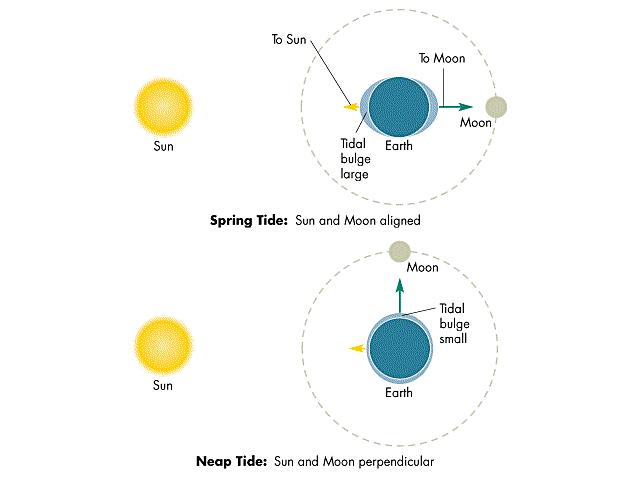 To Sun
To Moon
Sun
Tidal
bulge
large
Earth
Moon
Spring Tide: Sun and Moon aligned
Moon
Tidal
bulge
small
Sun
Earth
Neap Tide: Sun and Moon perpendicular